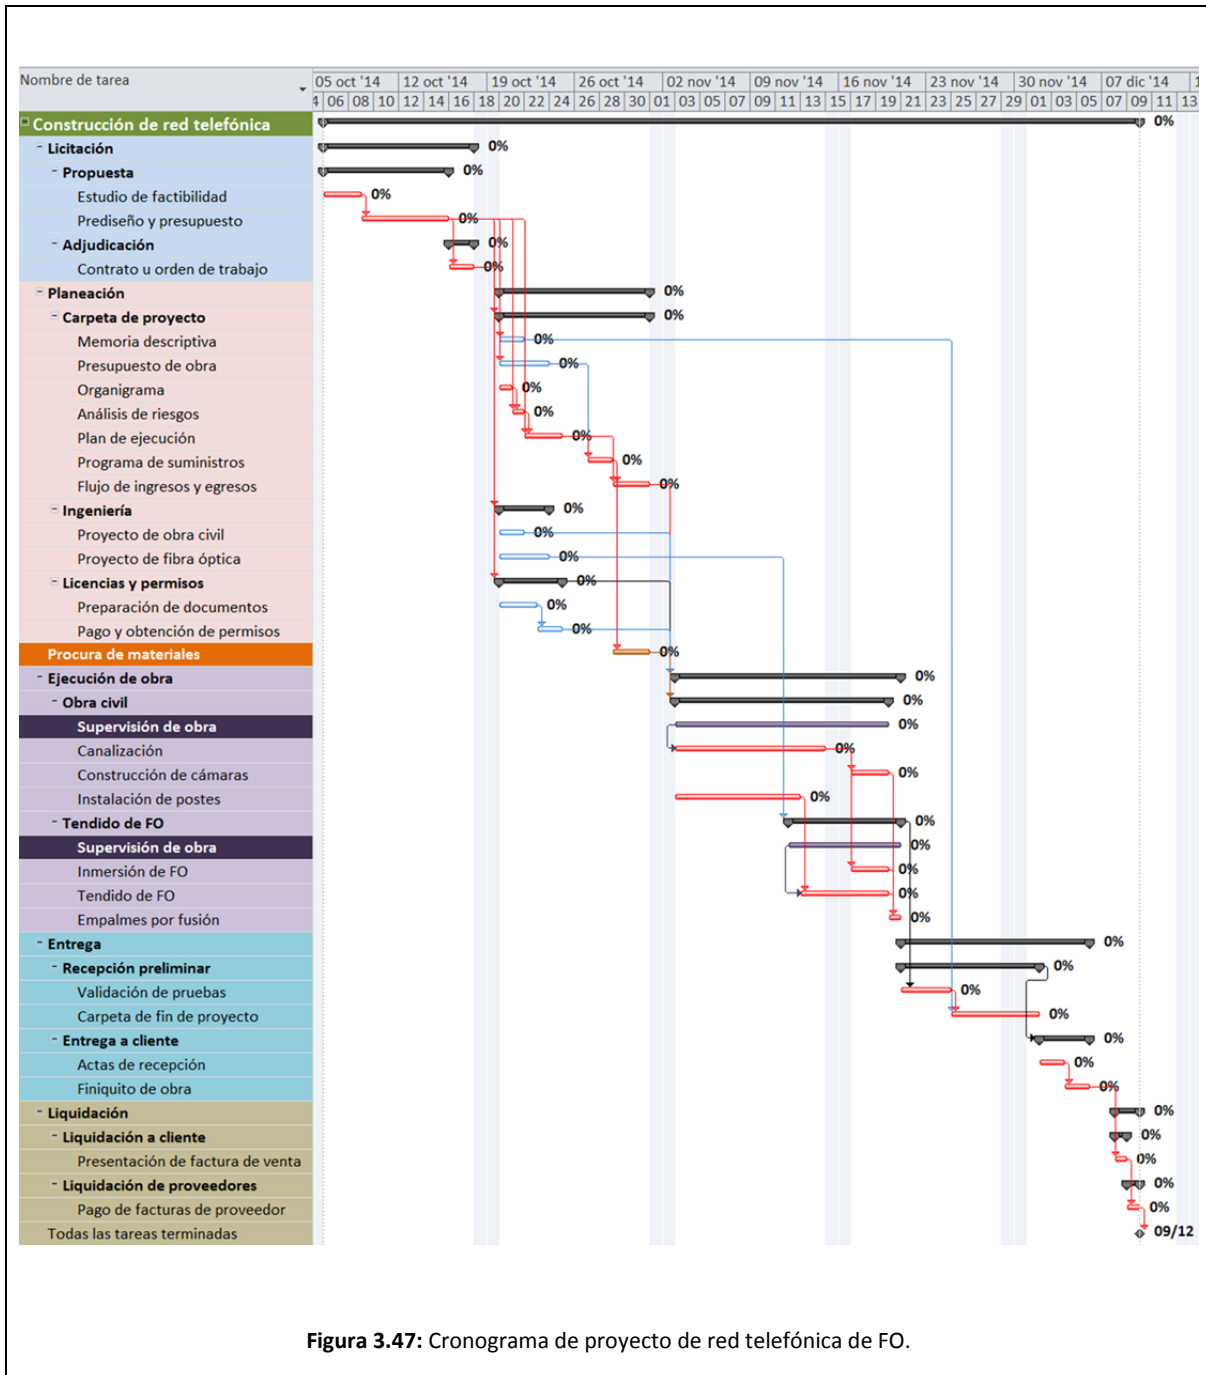 Nombre de tarea
05 oct '14 12 oct '14 19 oct '14 26 oct '14 02 nov '14 09 nov '14 16 nov '14 23 nov '14 30 nov '14 07 dic '14 1
4 06 08 10 12 14 16 18 20 22 24 26 28 30 01 03 05 07 09 11 13 15 17 19 21 23 25 27 29 01 03 05 07 09 11 13
Construcción de red telefónica 0%
Licitación 0%
Propuesta 0%
Estudio de factibilidad 0%
Prediseño y presupuesto 0%
Adjudicación 0%
Contrato u orden de trabajo 0%
Planeación 0%
Carpeta de proyecto 0%
Memoria descriptiva 0%
Presupuesto de obra 0%
Organigrama 0%
Análisis de riesgos 0%
Plan de ejecución 0%
Programa de suministros 0%
Flujo de ingresos y egresos 0%
Ingeniería 0%
Proyecto de obra civil 0%
Proyecto de fibra óptica 0%
Licencias y permisos 0%
Preparación de documentos 0%
Pago y obtención de permisos 0%
Procura de materiales 0%
Ejecución de obra 0%
Obra civil 0%
Supervisión de obra 0%
Canalización 0%
Construcción de cámaras 0%
Instalación de postes 0%
Tendido de FO 0%
Supervisión de obra 0%
Inmersión de FO 0%
Tendido de FO 0%
Empalmes por fusión 0%
Entrega 0%
Recepción preliminar 0%
Validación de pruebas 0%
Carpeta de fin de proyecto 0%
Entrega a cliente 0%
Actas de recepción 0%
Finiquito de obra 0%
Liquidación 0%
Liquidación a cliente 0%
Presentación de factura de venta 0%
Liquidación de proveedores 0%
Pago de facturas de proveedor 0%
Todas las tareas terminadas 09/12
Figura 3.47: Cronograma de proyecto de red telefónica de FO.